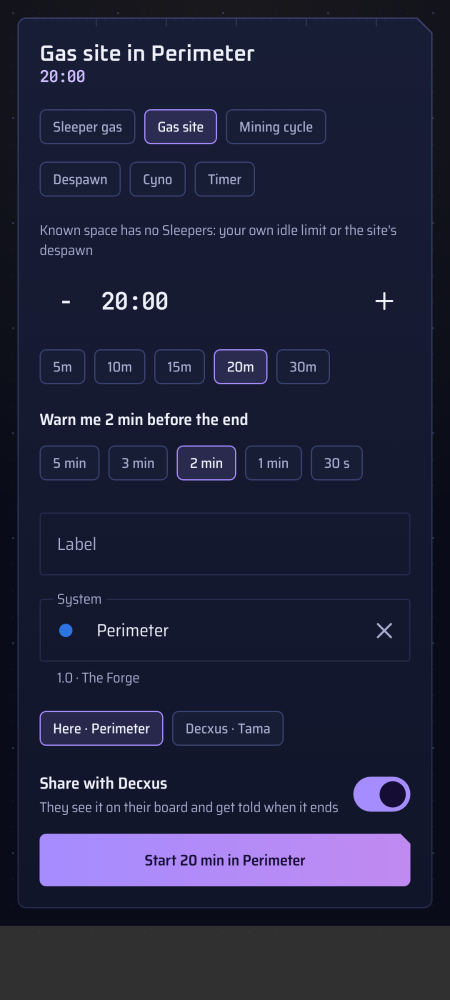 Gas site in Perimeter
20:00
Sleeper gas Gas site Mining cycle
Despawn Cyno Timer
Known space has no Sleepers: your own idle limit or the site's
despawn
- 20:00 +
5m 10m 15m 20m 30m
Warn me 2 min before the end
5 min 3 min 2 min 1 min 30 s
Label
System
Perimeter
1.0 · The Forge
Here · Perimeter Decxus · Tama
Share with Decxus
They see it on their board and get told when it ends
Start 20 min in Perimeter